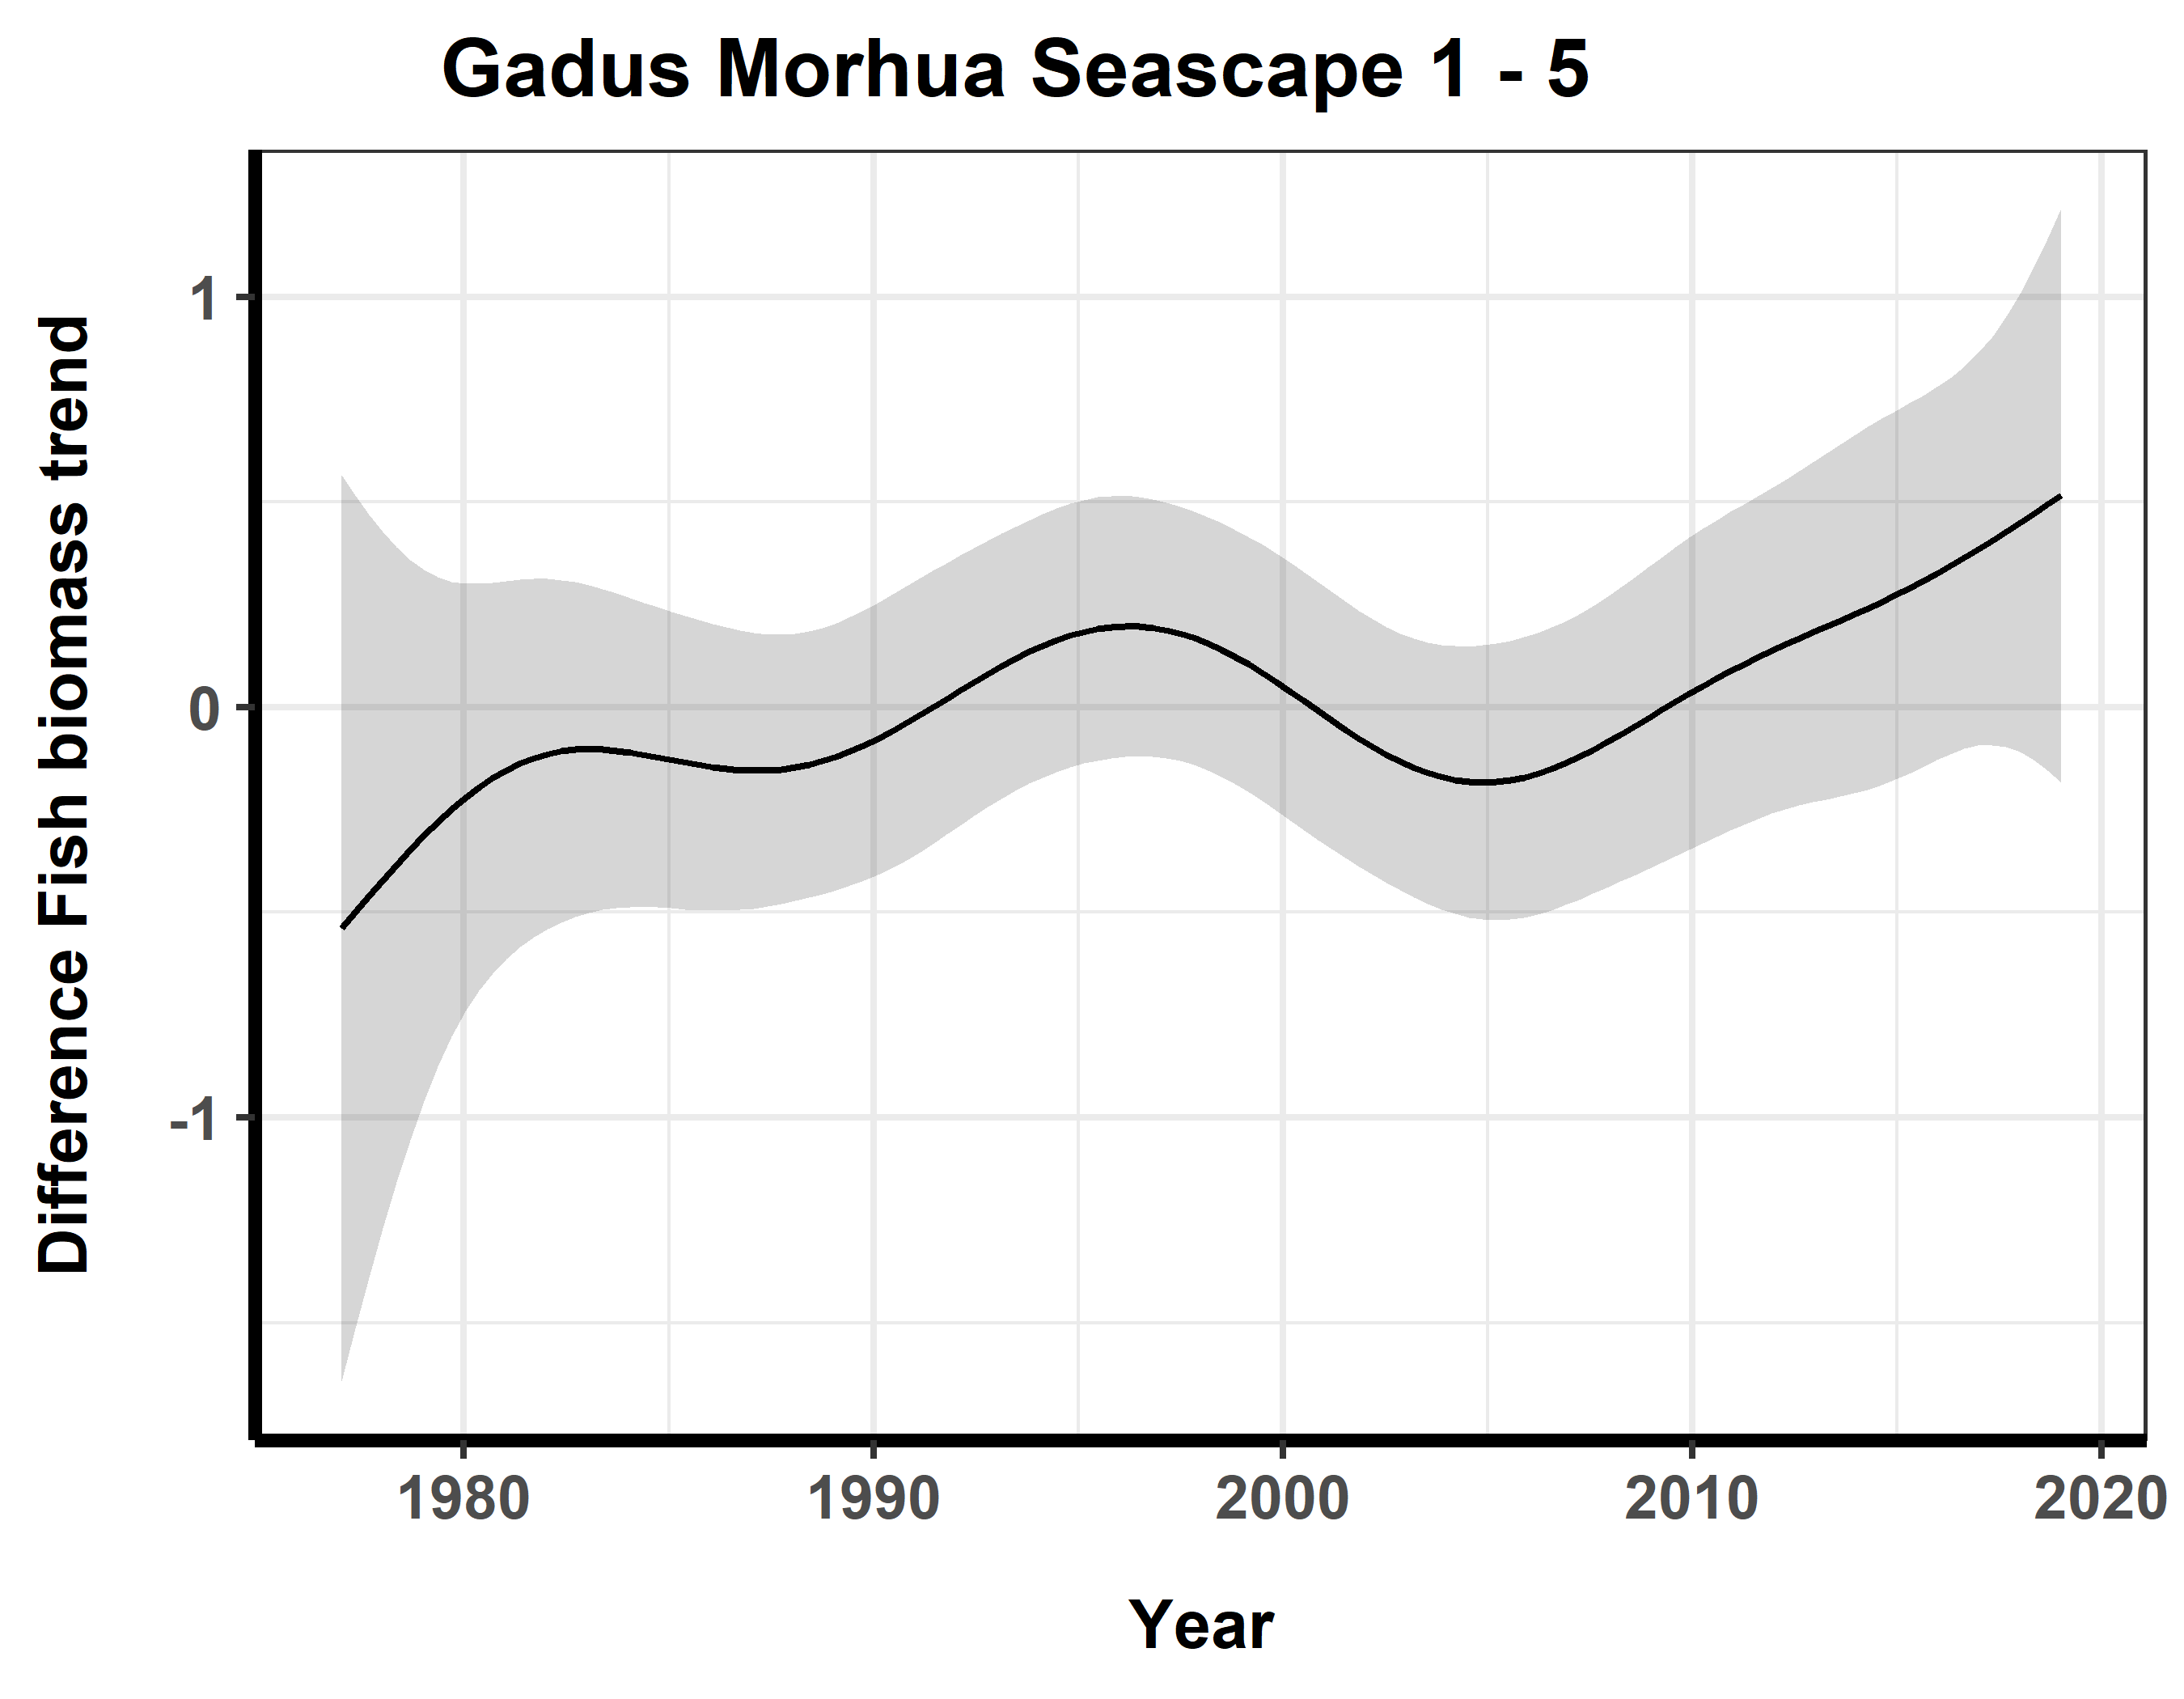 Gadus Morhua Seascape 1 - 5
Difference Fish biomass trend
1
0
-1
1980
1990
2000
2010
2020
Year